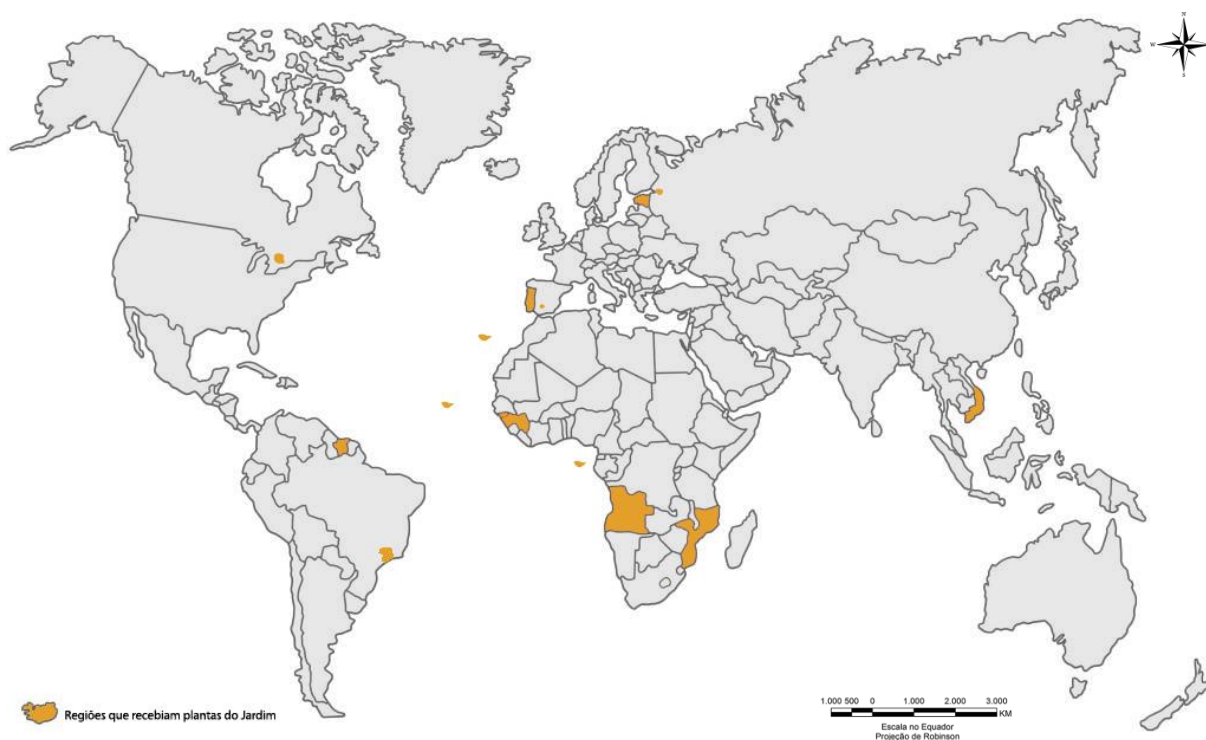 N
W
E
S
Regiões que recebiam plantas do Jardim
1.000 500 0 1.000 2.000 3.000
KM
Escala no Equador
Projeção de Robinson